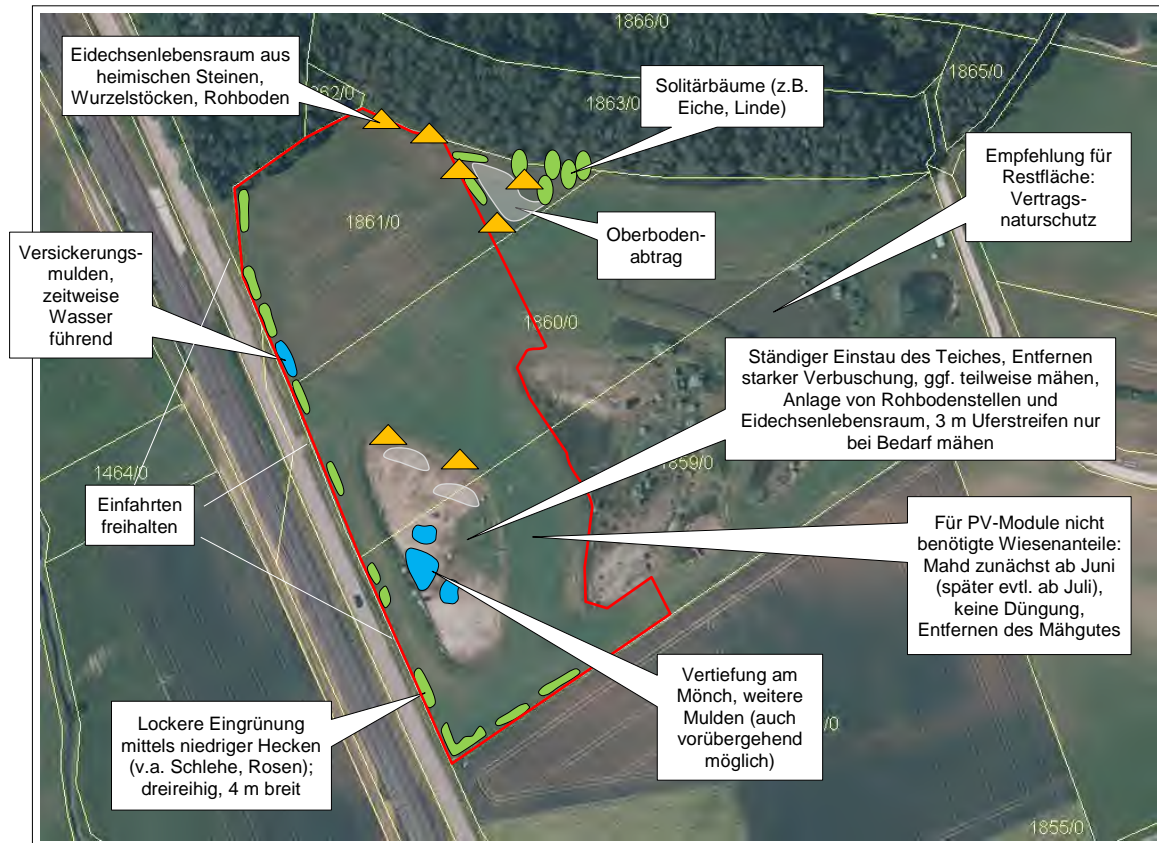 1866/0
Eidechsenlebensraum aus
heimischen Steinen,
Wurzelstöcken, Rohboden
1865/0
Solitärbäume (z.B.
Eiche, Linde)
1863/0
Empfehlung für
Restfläche:
Vertrags-
naturschutz
1861/0
Oberboden-
abtrag
Versickerungs-
mulden,
zeitweise
Wasser
führend
1860/0
Ständiger Einstau des Teiches, Entfernen
starker Verbuschung, ggf. teilweise mähen,
Anlage von Rohbodenstellen und
Eidechsenlebensraum, 3 m Uferstreifen nur
bei Bedarf mähen
1464/0
1859/0
Einfahrten
freihalten
Für PV-Module nicht
benötigte Wiesenanteile:
Mahd zunächst ab Juni
(später evtl. ab Juli),
keine Düngung,
Entfernen des Mähgutes
Vertiefung am
Mönch, weitere
Mulden (auch
vorübergehend
möglich)
Lockere Eingrünung
mittels niedriger Hecken
(v.a. Schlehe, Rosen);
dreireihig, 4 m breit
1855/0